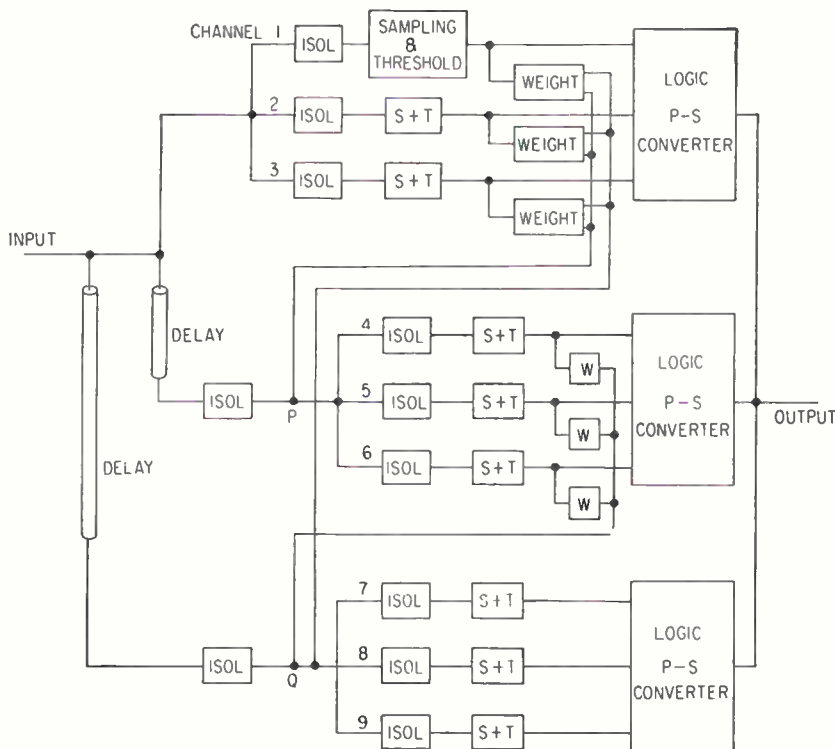 CHANNEL 1
ISOL
SAMPLING
&
THRESHOLD
WEIGHT
2
ISOL
S+T
WEIGHT
3
ISOL
S+T
WEIGHT
LOGIC
P-S
CONVERTER
INPUT
DELAY
DELAY
ISOL
P
4
ISOL
S+T
W
5
ISOL
S+T
W
6
ISOL
S+T
W
LOGIC
P-S
CONVERTER
OUTPUT
ISOL
Q
7
ISOL
S+T
8
ISOL
S+T
9
ISOL
S+T
LOGIC
P-S
CONVERTER